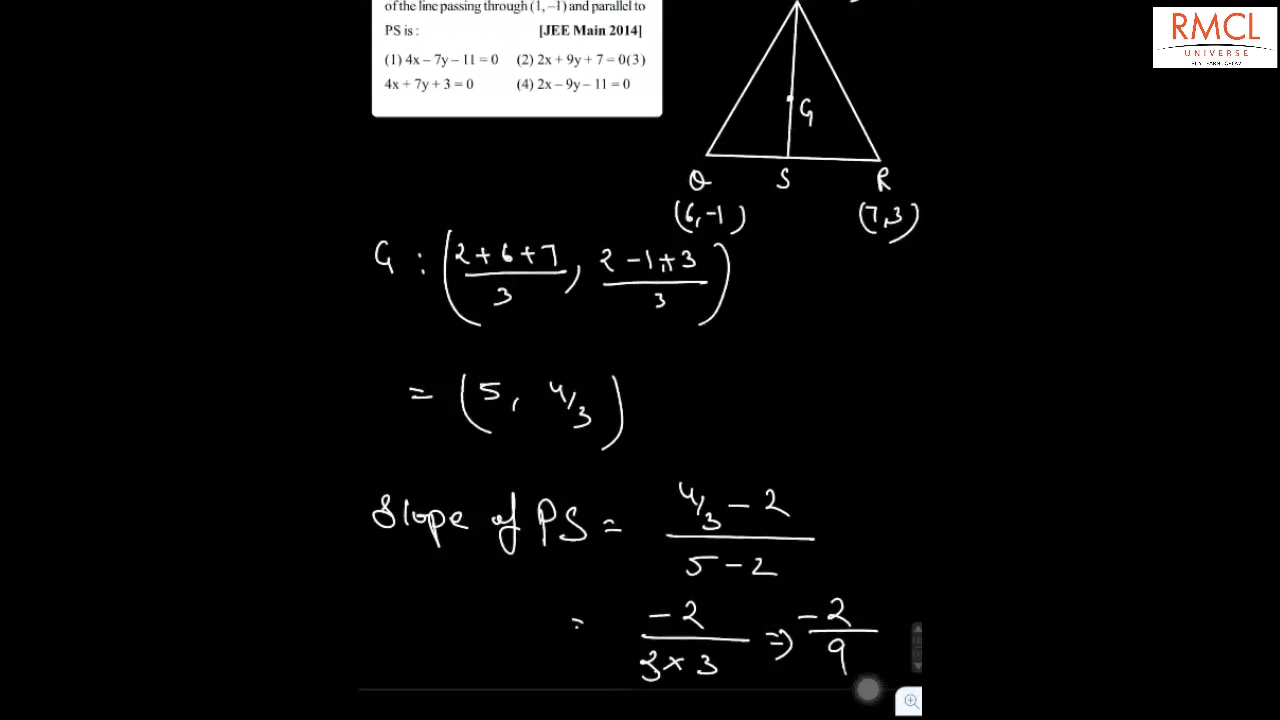 of the line passing through (1, –1) and parallel to
PS is : [JEE Main 2014]
(1) 4x – 7y – 11 = 0 (2) 2x + 9y + 7 = 0(3)
4x + 7y + 3 = 0 (4) 2x – 9y – 11 = 0
RMCL
UNIVERSE
G
Q S R
(6, -1) (7, 3)
G : ( (2 + 6 + 7)/3 , (2 - 1 + 3)/3 )
= (5, 4/3)
Slope of PS = (4/3 - 2)/(5 - 2)
= -2/(3 × 3) ⇒ -2/9